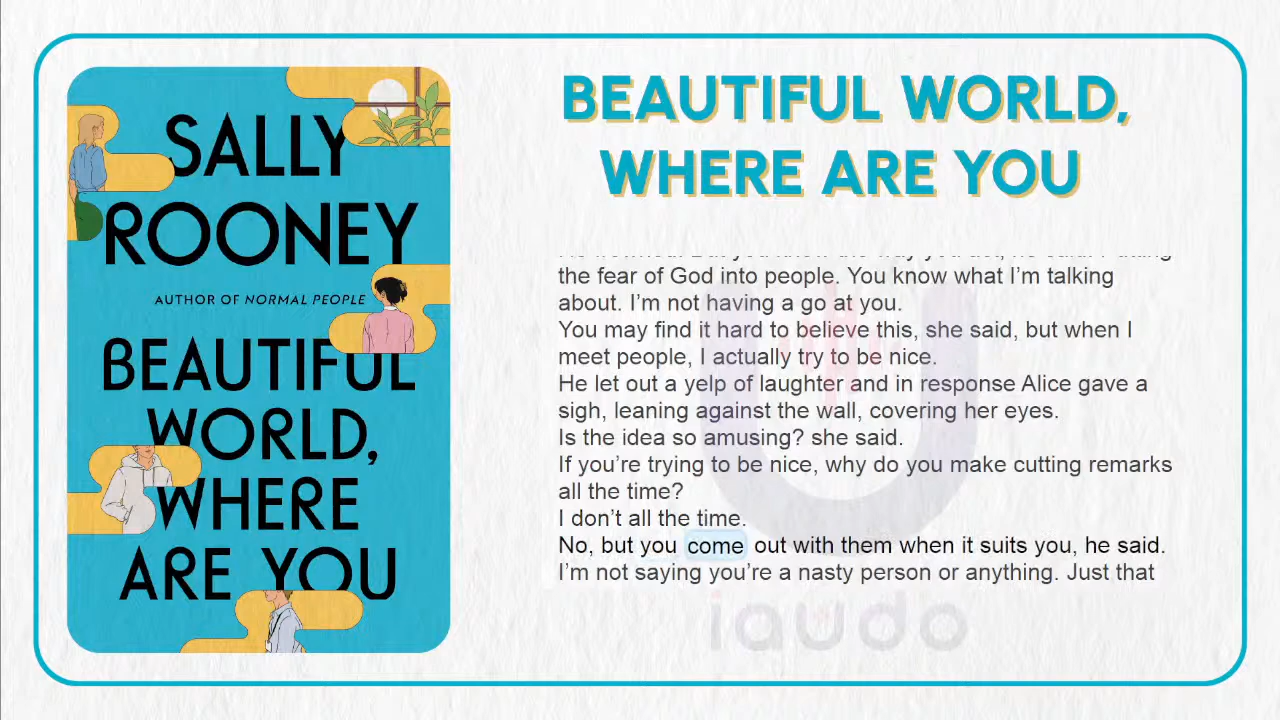 SALLY
ROONEY
AUTHOR OF NORMAL PEOPLE
BEAUTIFUL
WORLD,
WHERE
ARE YOU
BEAUTIFUL WORLD,
WHERE ARE YOU
the fear of God into people. You know what I’m talking
about. I’m not having a go at you.
You may find it hard to believe this, she said, but when I
meet people, I actually try to be nice.
He let out a yelp of laughter and in response Alice gave a
sigh, leaning against the wall, covering her eyes.
Is the idea so amusing? she said.
If you’re trying to be nice, why do you make cutting remarks
all the time?
I don’t all the time.
No, but you come out with them when it suits you, he said.
I’m not saying you’re a nasty person or anything. Just that
iaudo